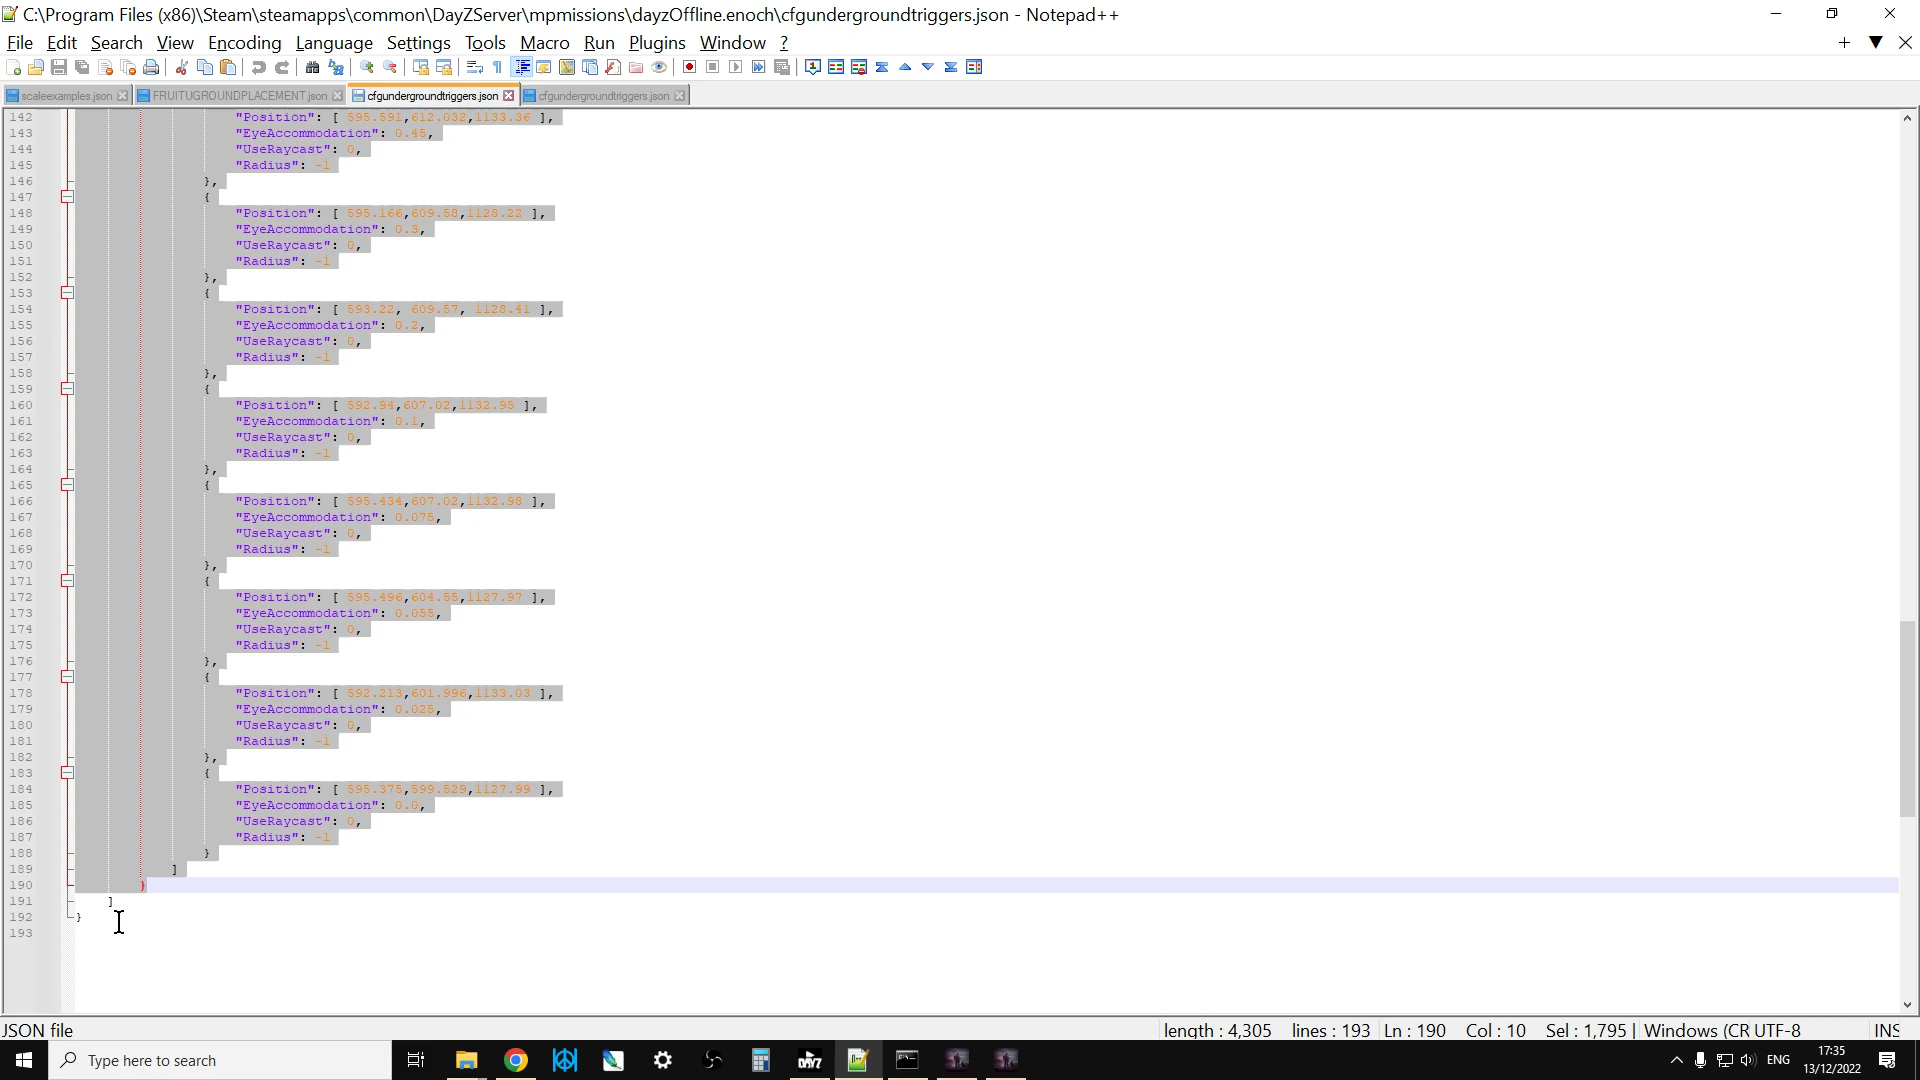 C:\Program Files (x86)\Steam\steamapps\common\DayZServer\mpmissions\dayzOffline.enoch\cfgundergroundtriggers.json - Notepad++
File Edit Search View Encoding Language Settings Tools Macro Run Plugins Window ?
scaleexamples.json FRUITUGROUNDPLACEMENT.json cfgundergroundtriggers.json cfgundergroundtriggers.json
142 "Position": [ 595.591,612.032,1133.36 ],
143 "EyeAccommodation": 0.45,
144 "UseRaycast": 0,
145 "Radius": -1
146 },
147 {
148 "Position": [ 595.166,609.58,1128.22 ],
149 "EyeAccommodation": 0.3,
150 "UseRaycast": 0,
151 "Radius": -1
152 },
153 {
154 "Position": [ 593.22, 609.57, 1128.41 ],
155 "EyeAccommodation": 0.2,
156 "UseRaycast": 0,
157 "Radius": -1
158 },
159 {
160 "Position": [ 592.94,607.02,1132.95 ],
161 "EyeAccommodation": 0.1,
162 "UseRaycast": 0,
163 "Radius": -1
164 },
165 {
166 "Position": [ 595.434,607.02,1132.98 ],
167 "EyeAccommodation": 0.075,
168 "UseRaycast": 0,
169 "Radius": -1
170 },
171 {
172 "Position": [ 595.496,604.55,1127.97 ],
173 "EyeAccommodation": 0.055,
174 "UseRaycast": 0,
175 "Radius": -1
176 },
177 {
178 "Position": [ 592.213,601.996,1133.03 ],
179 "EyeAccommodation": 0.025,
180 "UseRaycast": 0,
181 "Radius": -1
182 },
183 {
184 "Position": [ 595.375,599.529,1127.99 ],
185 "EyeAccommodation": 0.0,
186 "UseRaycast": 0,
187 "Radius": -1
188 }
189 ]
190 }
191 ]
192 }
193
JSON file length : 4,305 lines : 193 Ln : 190 Col : 10 Sel : 1,795 | Windows (CR UTF-8 INS
Type here to search DAYZ ENG 17:35
13/12/2022